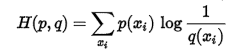 H(p, q) = \sum_{x_i} p(x_i) \log \frac{1}{q(x_i)}